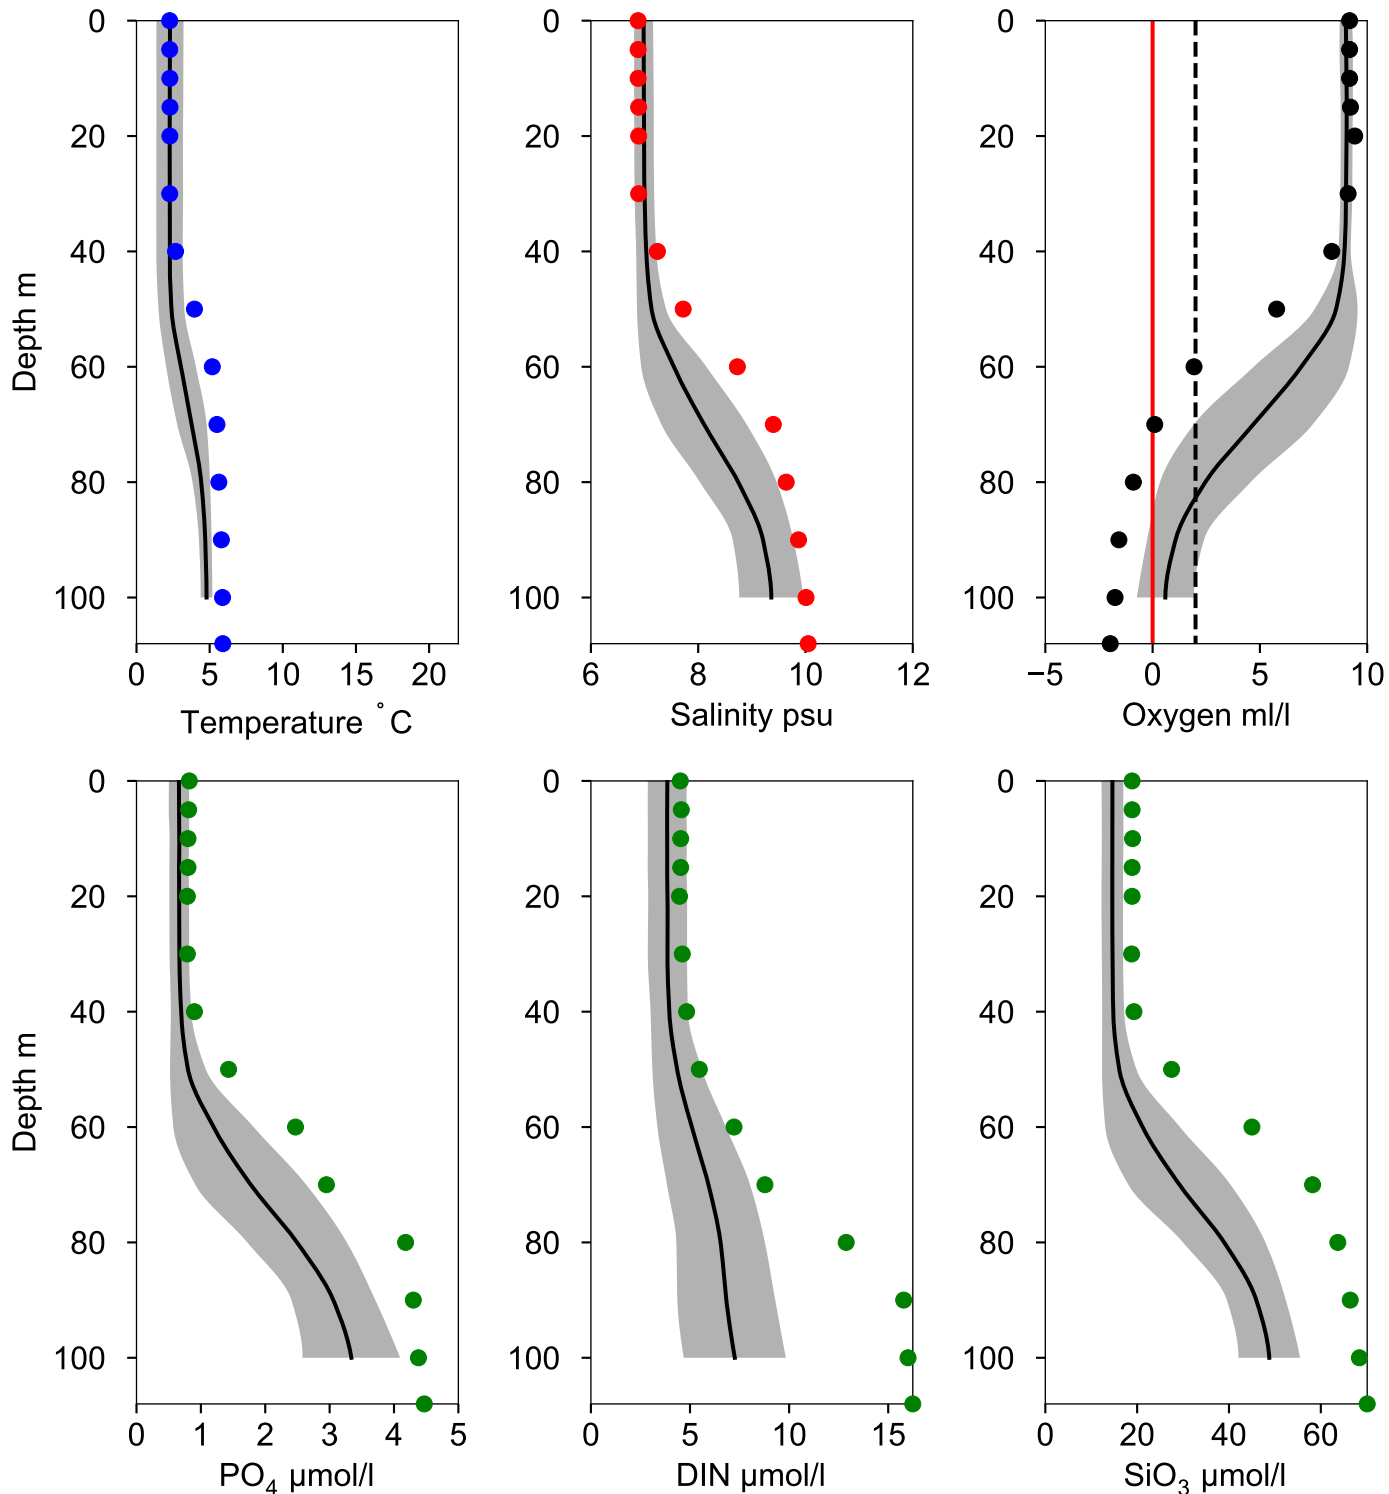 0
20
40
60
80
100
Depth m
0 5 10 15 20
Temperature °C
0
20
40
60
80
100
6 8 10 12
Salinity psu
0
20
40
60
80
100
−5 0 5 10
Oxygen ml/l
0
20
40
60
80
100
Depth m
0 1 2 3 4 5
PO₄ µmol/l
0
20
40
60
80
100
0 5 10 15
DIN µmol/l
0
20
40
60
80
100
0 20 40 60
SiO₃ µmol/l